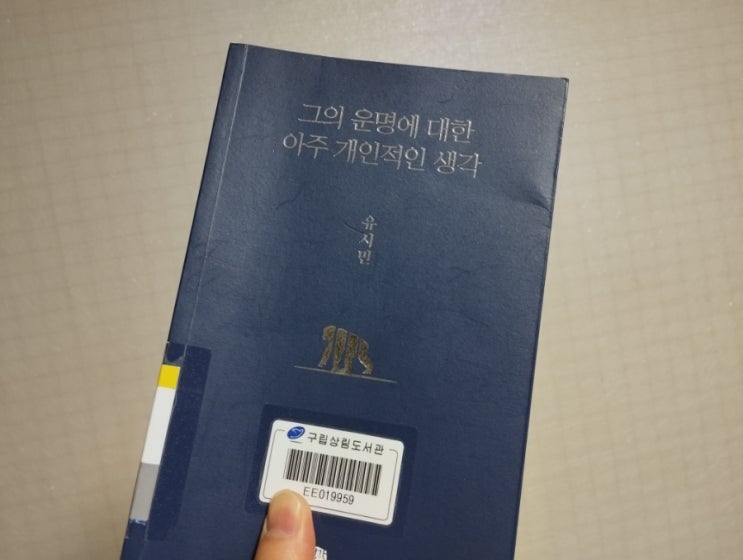 그의 운명에 대한
아주 개인적인 생각
유시민
구립상림도서관
EE019959